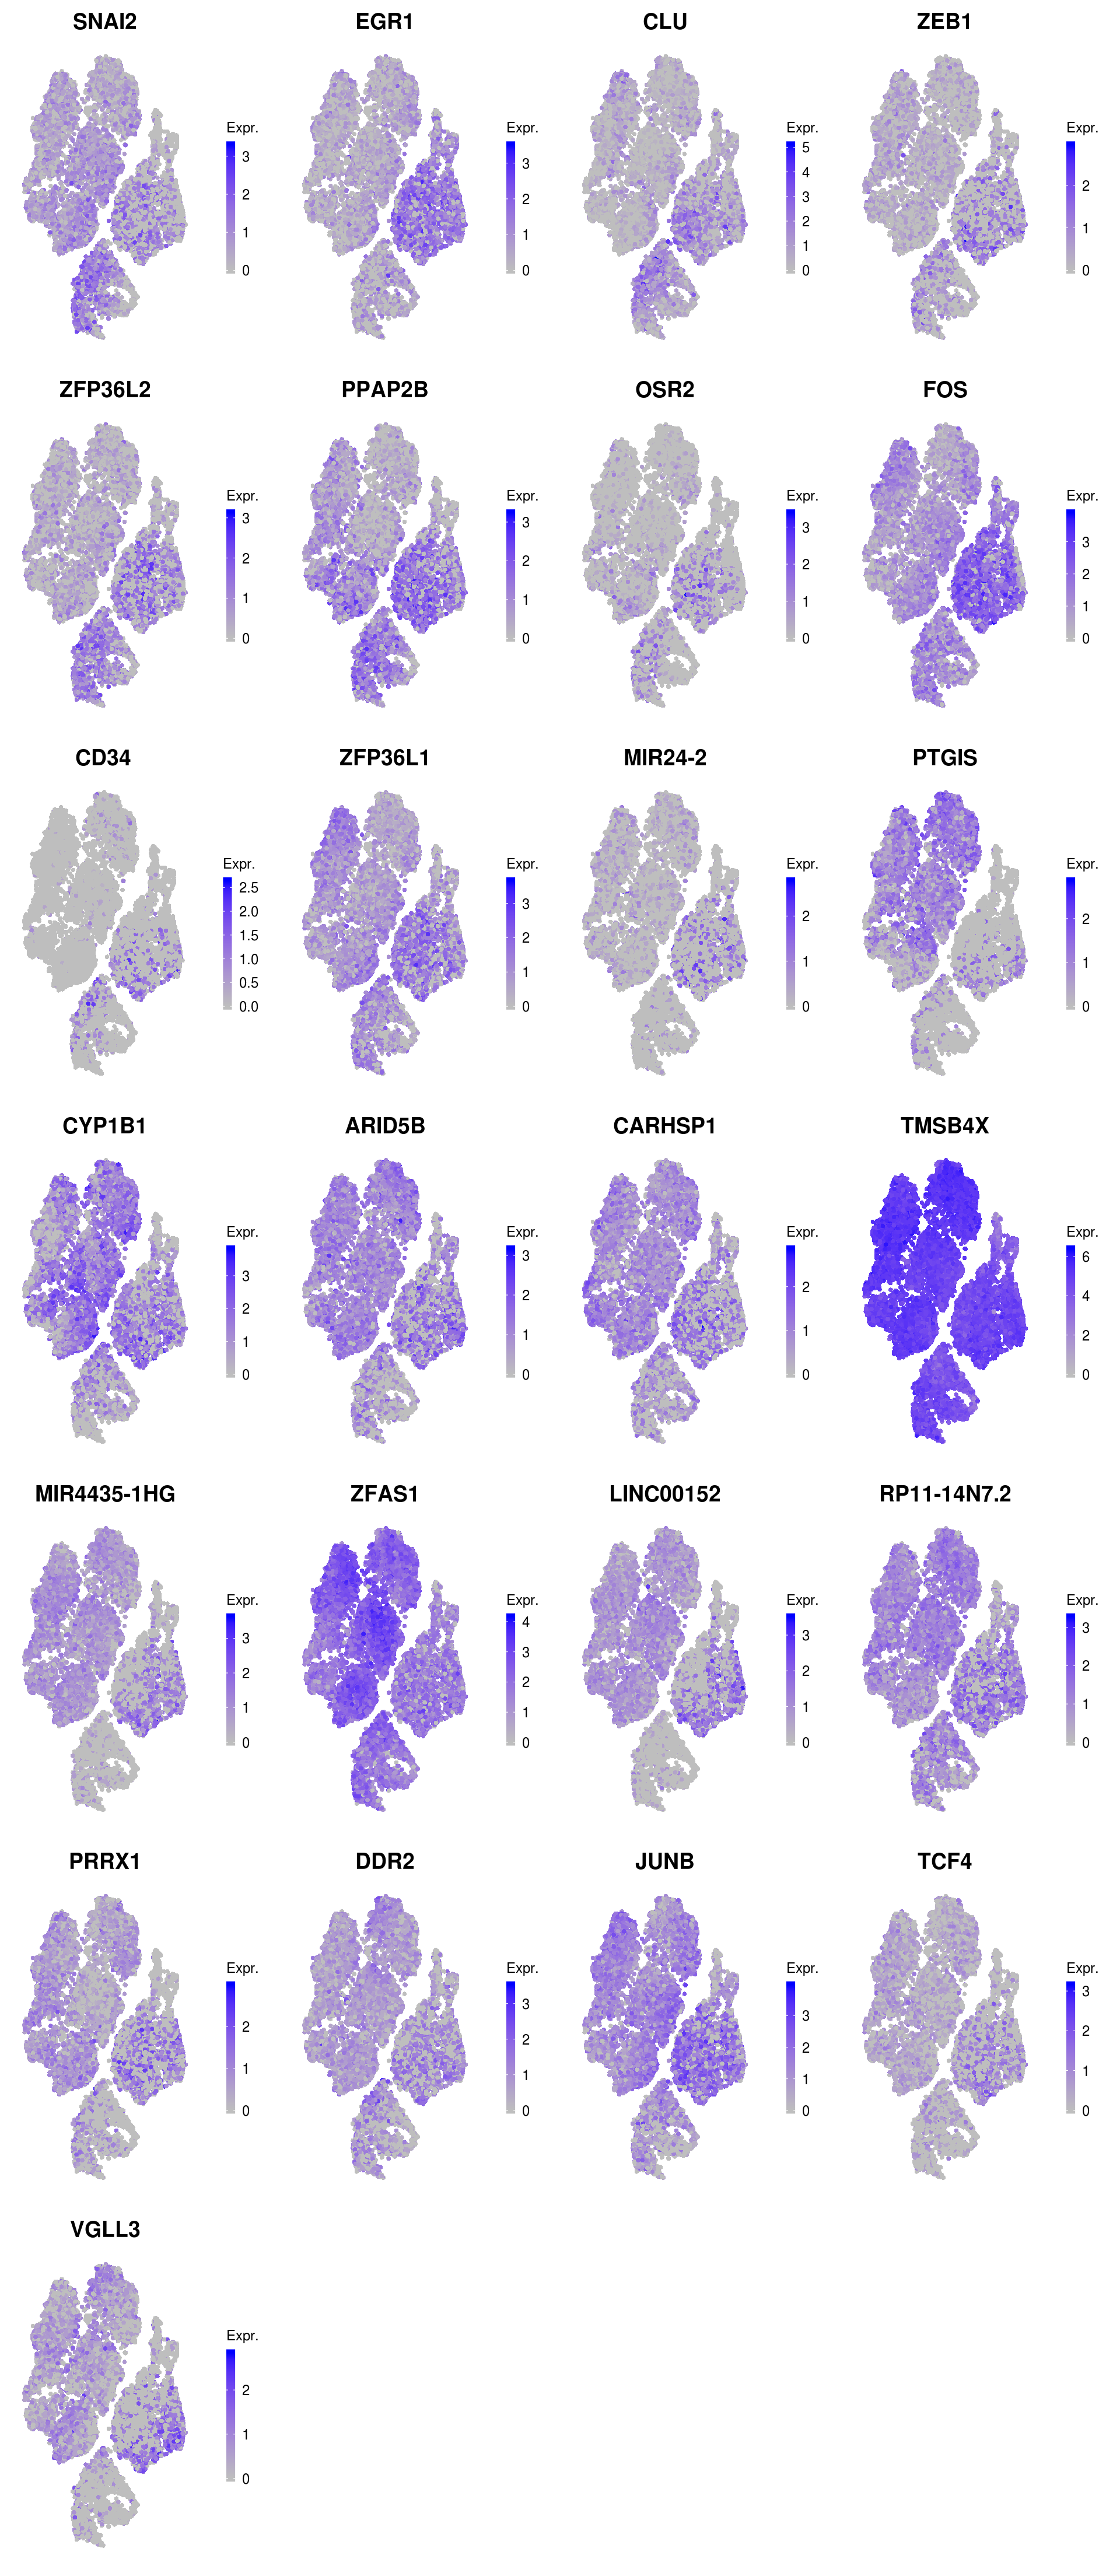 SNAI2 EGR1 CLU ZEB1
Expr. Expr. Expr. Expr.
3 3 5 2
2 2 4 1
1 1 3 0
0 0 2
1
0
ZFP36L2 PPAP2B OSR2 FOS
Expr. Expr. Expr. Expr.
3 3 3 3
2 2 2 2
1 1 1 1
0 0 0 0
CD34 ZFP36L1 MIR24-2 PTGIS
Expr. Expr. Expr. Expr.
2.5 3 2 2
2.0 2 1 1
1.5 1 0 0
1.0 0
0.5
0.0
CYP1B1 ARID5B CARHSP1 TMSB4X
Expr. Expr. Expr. Expr.
3 3 2 6
2 2 1 4
1 1 0 2
0 0 0
MIR4435-1HG ZFAS1 LINC00152 RP11-14N7.2
Expr. Expr. Expr. Expr.
3 4 3 3
2 3 2 2
1 2 1 1
0 1 0 0
0
PRRX1 DDR2 JUNB TCF4
Expr. Expr. Expr. Expr.
2 3 3 3
1 2 2 2
0 1 1 1
0 0 0
VGLL3
Expr.
2
1
0